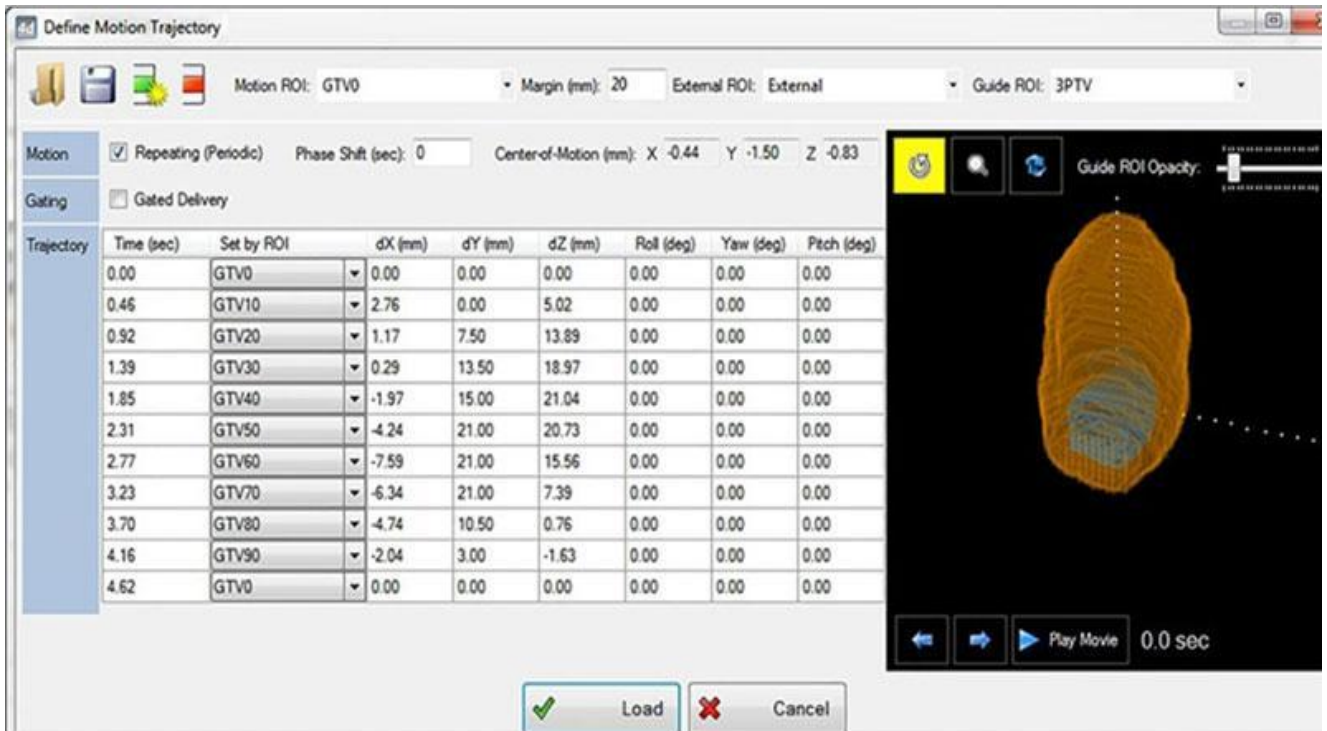 Define Motion Trajectory
Motion ROI: GTV0 Margin (mm): 20 External ROI: External Guide ROI: 3PTV
Motion Repeating (Periodic) Phase Shift (sec): 0 Center-of-Motion (mm): X -0.44 Y -1.50 Z -0.83
Guide ROI Opacity:
Gating Gated Delivery
Trajectory Time (sec) Set by ROI dX (mm) dY (mm) dZ (mm) Roll (deg) Yaw (deg) Pitch (deg)
0.00 GTV0 0.00 0.00 0.00 0.00 0.00 0.00
0.46 GTV10 2.76 0.00 5.02 0.00 0.00 0.00
0.92 GTV20 1.17 7.50 13.89 0.00 0.00 0.00
1.39 GTV30 0.29 13.50 18.97 0.00 0.00 0.00
1.85 GTV40 -1.97 15.00 21.04 0.00 0.00 0.00
2.31 GTV50 -4.24 21.00 20.73 0.00 0.00 0.00
2.77 GTV60 -7.59 21.00 15.56 0.00 0.00 0.00
3.23 GTV70 -6.34 21.00 7.39 0.00 0.00 0.00
3.70 GTV80 -4.74 10.50 0.76 0.00 0.00 0.00
4.16 GTV90 -2.04 3.00 -1.63 0.00 0.00 0.00
4.62 GTV0 0.00 0.00 0.00 0.00 0.00 0.00
Play Movie 0.0 sec
Load Cancel